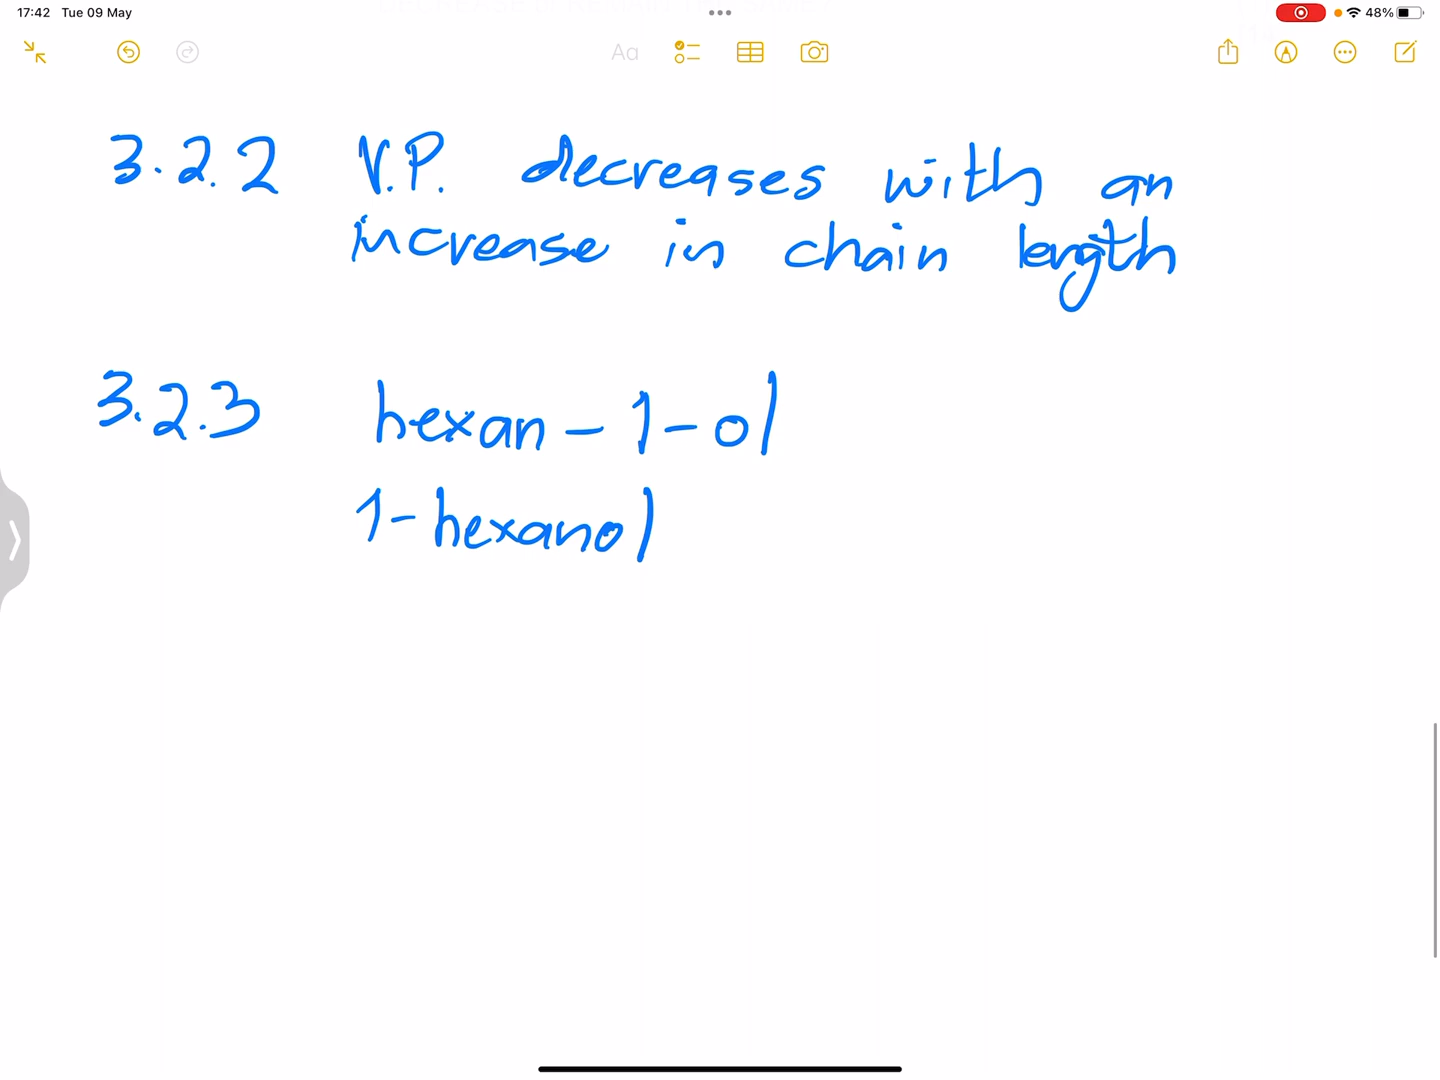 17:42 Tue 09 May
48%
Aa
3.2.2 V.P. decreases with an
increase in chain length
3.2.3 hexan-1-ol
1-hexanol